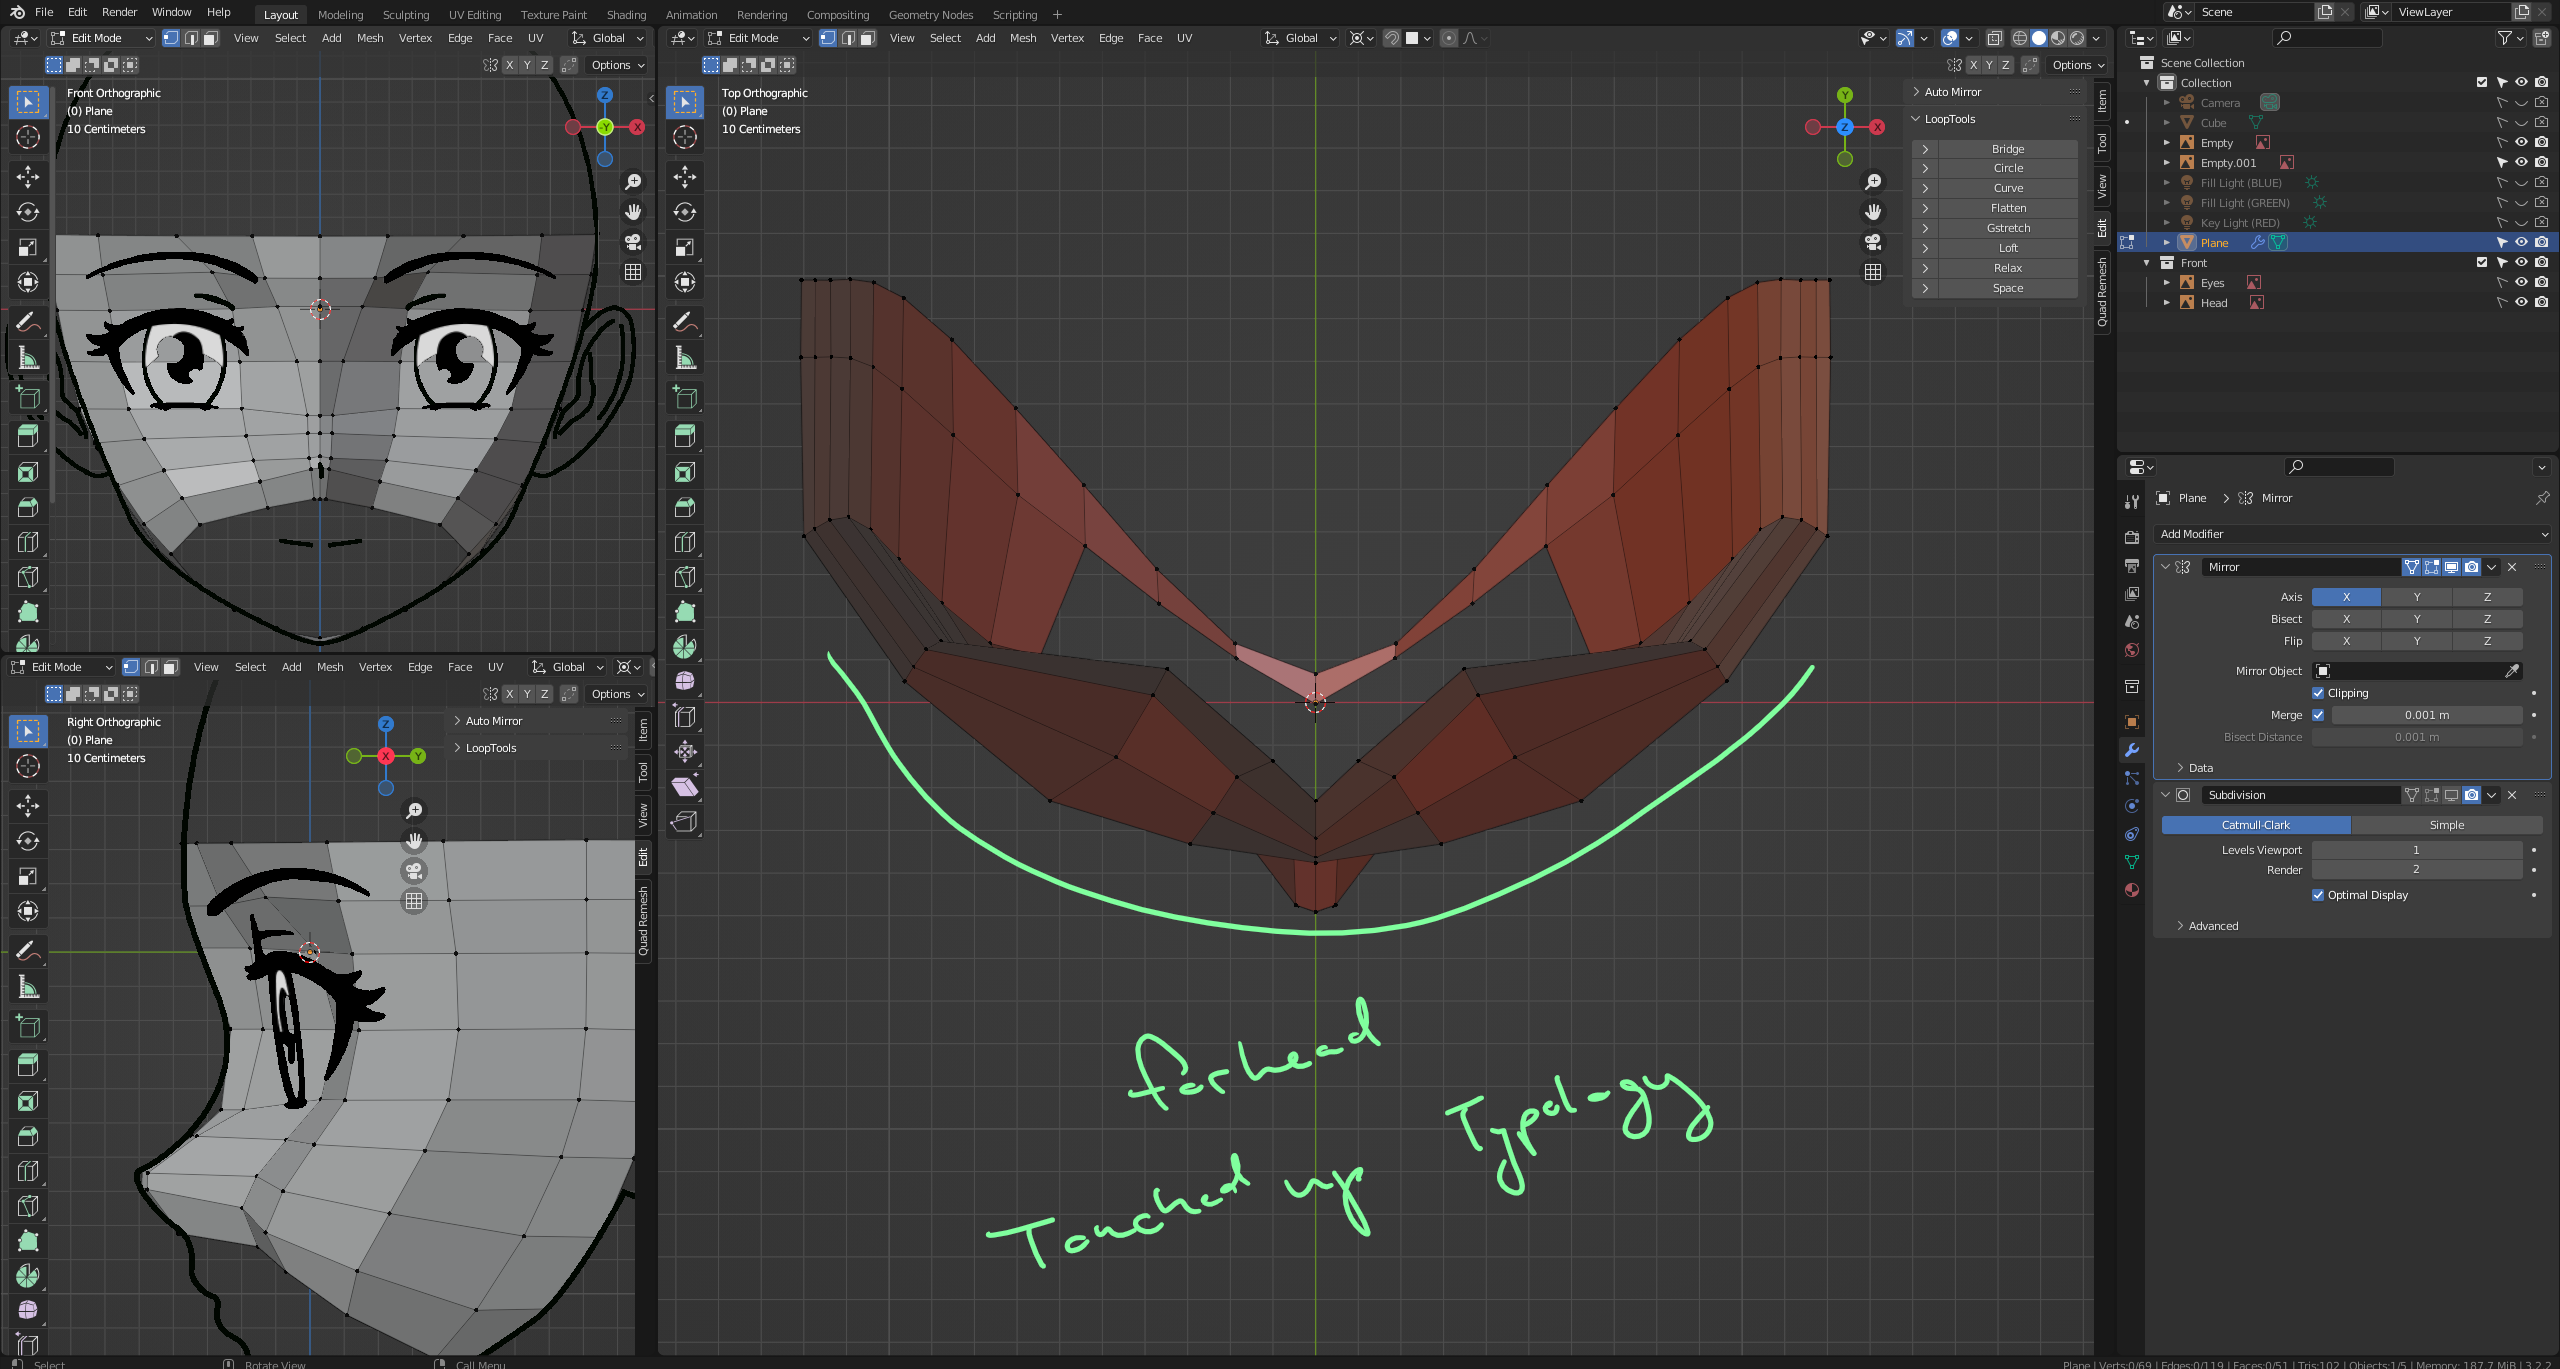 File Edit Render Window Help Layout Modeling Sculpting UV Editing Texture Paint Shading Animation Rendering Compositing Geometry Nodes Scripting + Scene ViewLayer
Edit Mode View Select Add Mesh Vertex Edge Face UV Global
X Y Z Options
Front Orthographic
(0) Plane
10 Centimeters
Z
Y
X
Edit Mode View Select Add Mesh Vertex Edge Face UV Global
X Y Z Options
Right Orthographic
(0) Plane
10 Centimeters
Z
X
Y
Auto Mirror
LoopTools
Item
Tool
View
Edit
Quad Remesh
Edit Mode View Select Add Mesh Vertex Edge Face UV Global
X Y Z Options
Top Orthographic
(0) Plane
10 Centimeters
Y
Z
X
Auto Mirror
LoopTools
Bridge
Circle
Curve
Flatten
Gstretch
Loft
Relax
Space
Item
Tool
View
Edit
Quad Remesh
forhead
Typology
Touched up
Scene Collection
Collection
Camera
Cube
Empty
Empty.001
Fill Light (BLUE)
Fill Light (GREEN)
Key Light (RED)
Plane
Front
Eyes
Head
Plane > Mirror
Add Modifier
Mirror
Axis X Y Z
Bisect X Y Z
Flip X Y Z
Mirror Object
Clipping
Merge 0.001 m
Bisect Distance 0.001 m
Data
Subdivision
Catmull-Clark Simple
Levels Viewport 1
Render 2
Optimal Display
Advanced
Select Rotate View Call Menu
Plane | Verts:0/69 | Edges:0/119 | Faces:0/51 | Tris:102 | Objects:1/5 | Memory: 187.7 MiB | 3.2.2